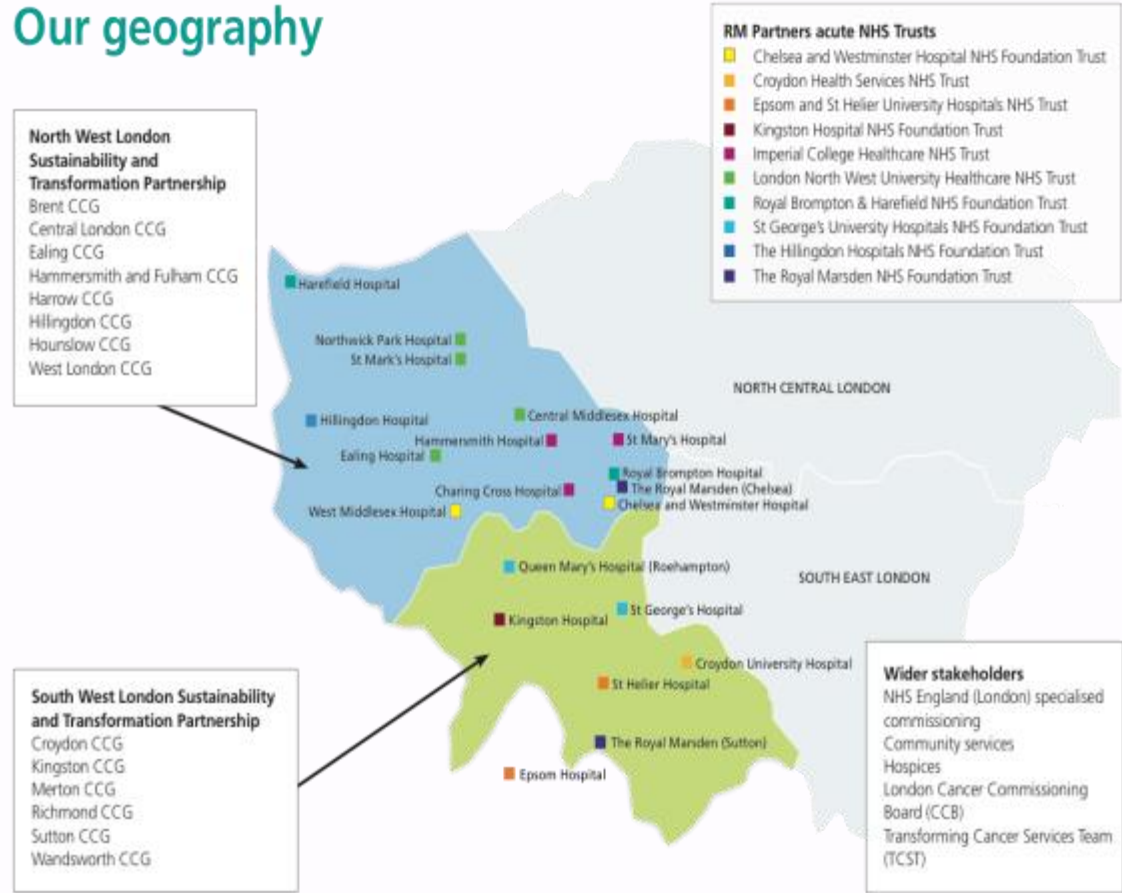 Our geography
RM Partners acute NHS Trusts
Chelsea and Westminster Hospital NHS Foundation Trust
Croydon Health Services NHS Trust
Epsom and St Helier University Hospitals NHS Trust
Kingston Hospital NHS Foundation Trust
Imperial College Healthcare NHS Trust
London North West University Healthcare NHS Trust
Royal Brompton & Harefield NHS Foundation Trust
St George's University Hospitals NHS Foundation Trust
The Hillingdon Hospitals NHS Foundation Trust
The Royal Marsden NHS Foundation Trust
North West London
Sustainability and
Transformation Partnership
Brent CCG
Central London CCG
Ealing CCG
Hammersmith and Fulham CCG
Harrow CCG
Hillingdon CCG
Hounslow CCG
West London CCG
Harefield Hospital
Northwick Park Hospital
St Mark's Hospital
NORTH CENTRAL LONDON
Hillingdon Hospital
Central Middlesex Hospital
Hammersmith Hospital
St Mary's Hospital
Ealing Hospital
Royal Brompton Hospital
The Royal Marsden (Chelsea)
Charing Cross Hospital
Chelsea and Westminster Hospital
West Middlesex Hospital
Queen Mary's Hospital (Roehampton)
SOUTH EAST LONDON
St George's Hospital
Kingston Hospital
Croydon University Hospital
St Helier Hospital
The Royal Marsden (Sutton)
Epsom Hospital
South West London Sustainability
and Transformation Partnership
Croydon CCG
Kingston CCG
Merton CCG
Richmond CCG
Sutton CCG
Wandsworth CCG
Wider stakeholders
NHS England (London) specialised
commissioning
Community services
Hospices
London Cancer Commissioning
Board (CCB)
Transforming Cancer Services Team
(TCST)